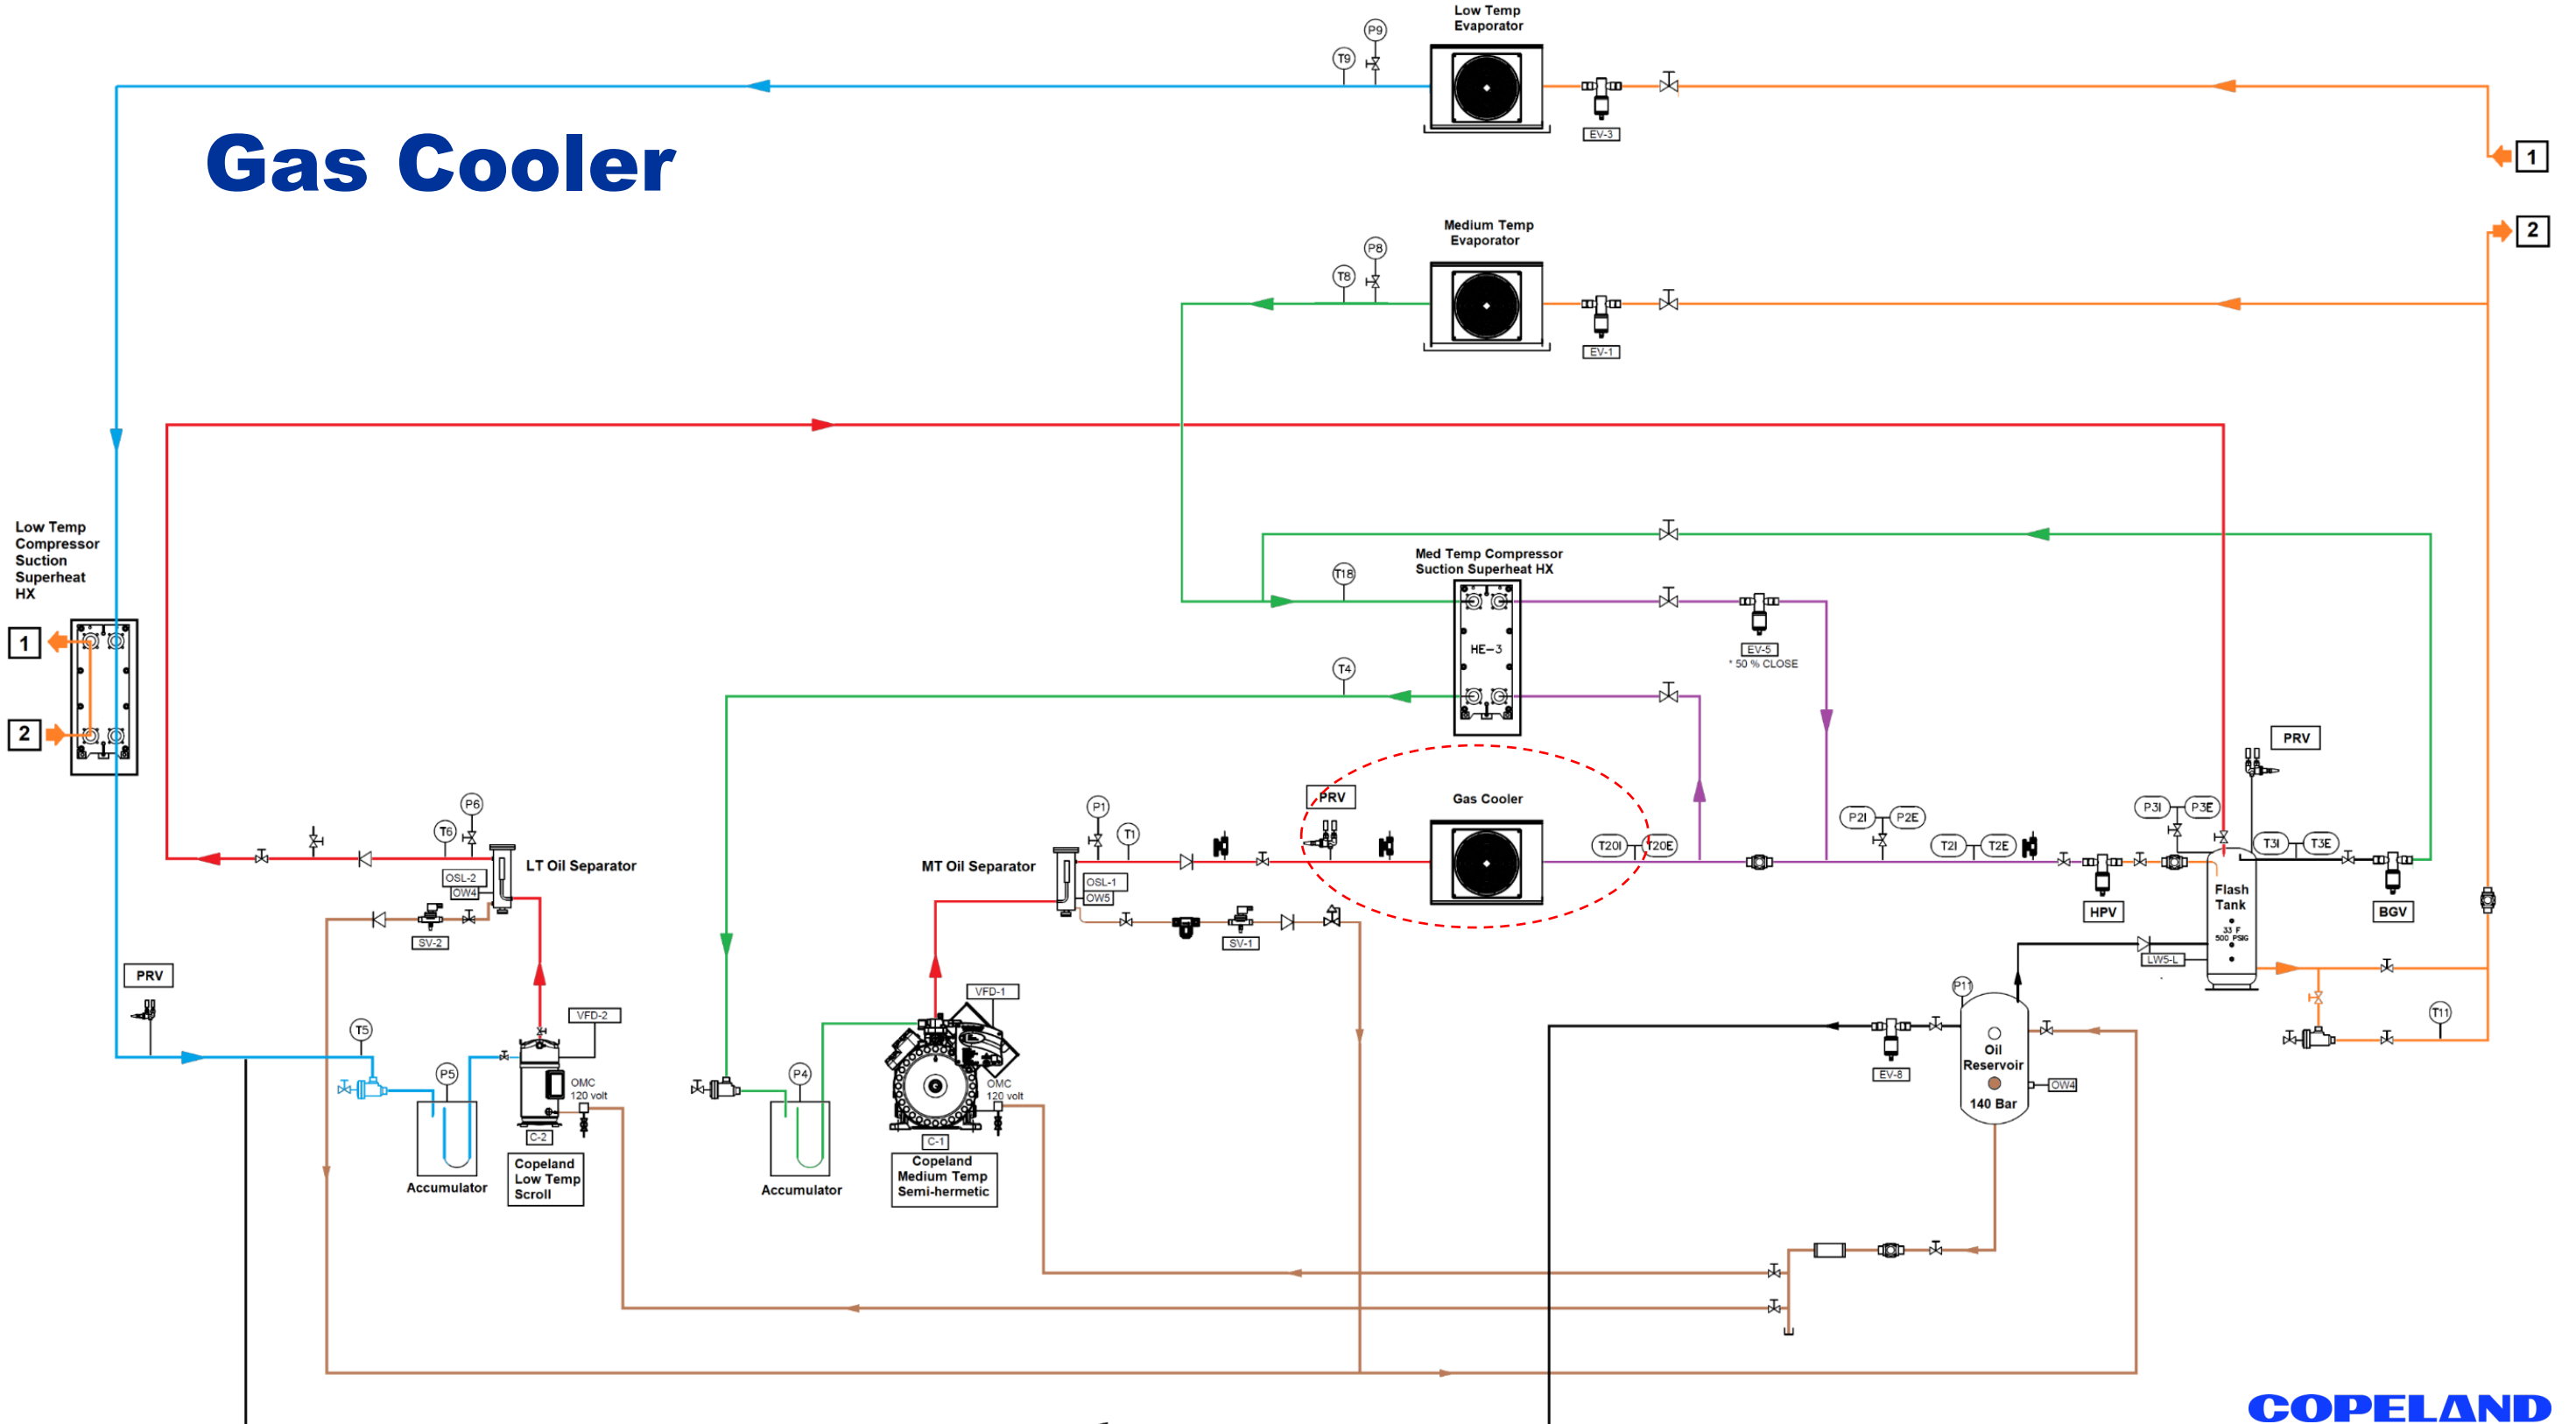 Low Temp
Evaporator
P9
T9
EV-3
Gas Cooler
1
2
Medium Temp
Evaporator
P8
T8
EV-1
Low Temp
Compressor
Suction
Superheat
HX
1
2
Med Temp Compressor
Suction Superheat HX
T18
HE-3
EV-5
* 50 % CLOSE
T4
PRV
PRV
Gas Cooler
P6
T6
LT Oil Separator
OSL-2
OW4
SV-2
P1
T1
MT Oil Separator
OSL-1
OW5
SV-1
T20I
T20E
P2I
P2E
T2I
T2E
P3I
P3E
T3I
T3E
HPV
Flash
Tank
33 F
500 PSIG
BGV
LW5-L
PRV
T5
P5
VFD-2
OMC
120 volt
C-2
Copeland
Low Temp
Scroll
Accumulator
P4
Accumulator
VFD-1
OMC
120 volt
C-1
Copeland
Medium Temp
Semi-hermetic
P11
EV-8
Oil
Reservoir
140 Bar
OW4
T11
COPELAND